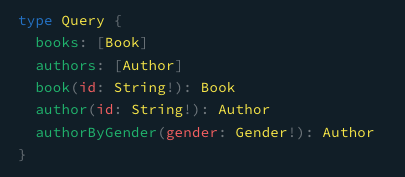 type Query {
  books: [Book]
  authors: [Author]
  book(id: String!): Book
  author(id: String!): Author
  authorByGender(gender: Gender!): Author
}